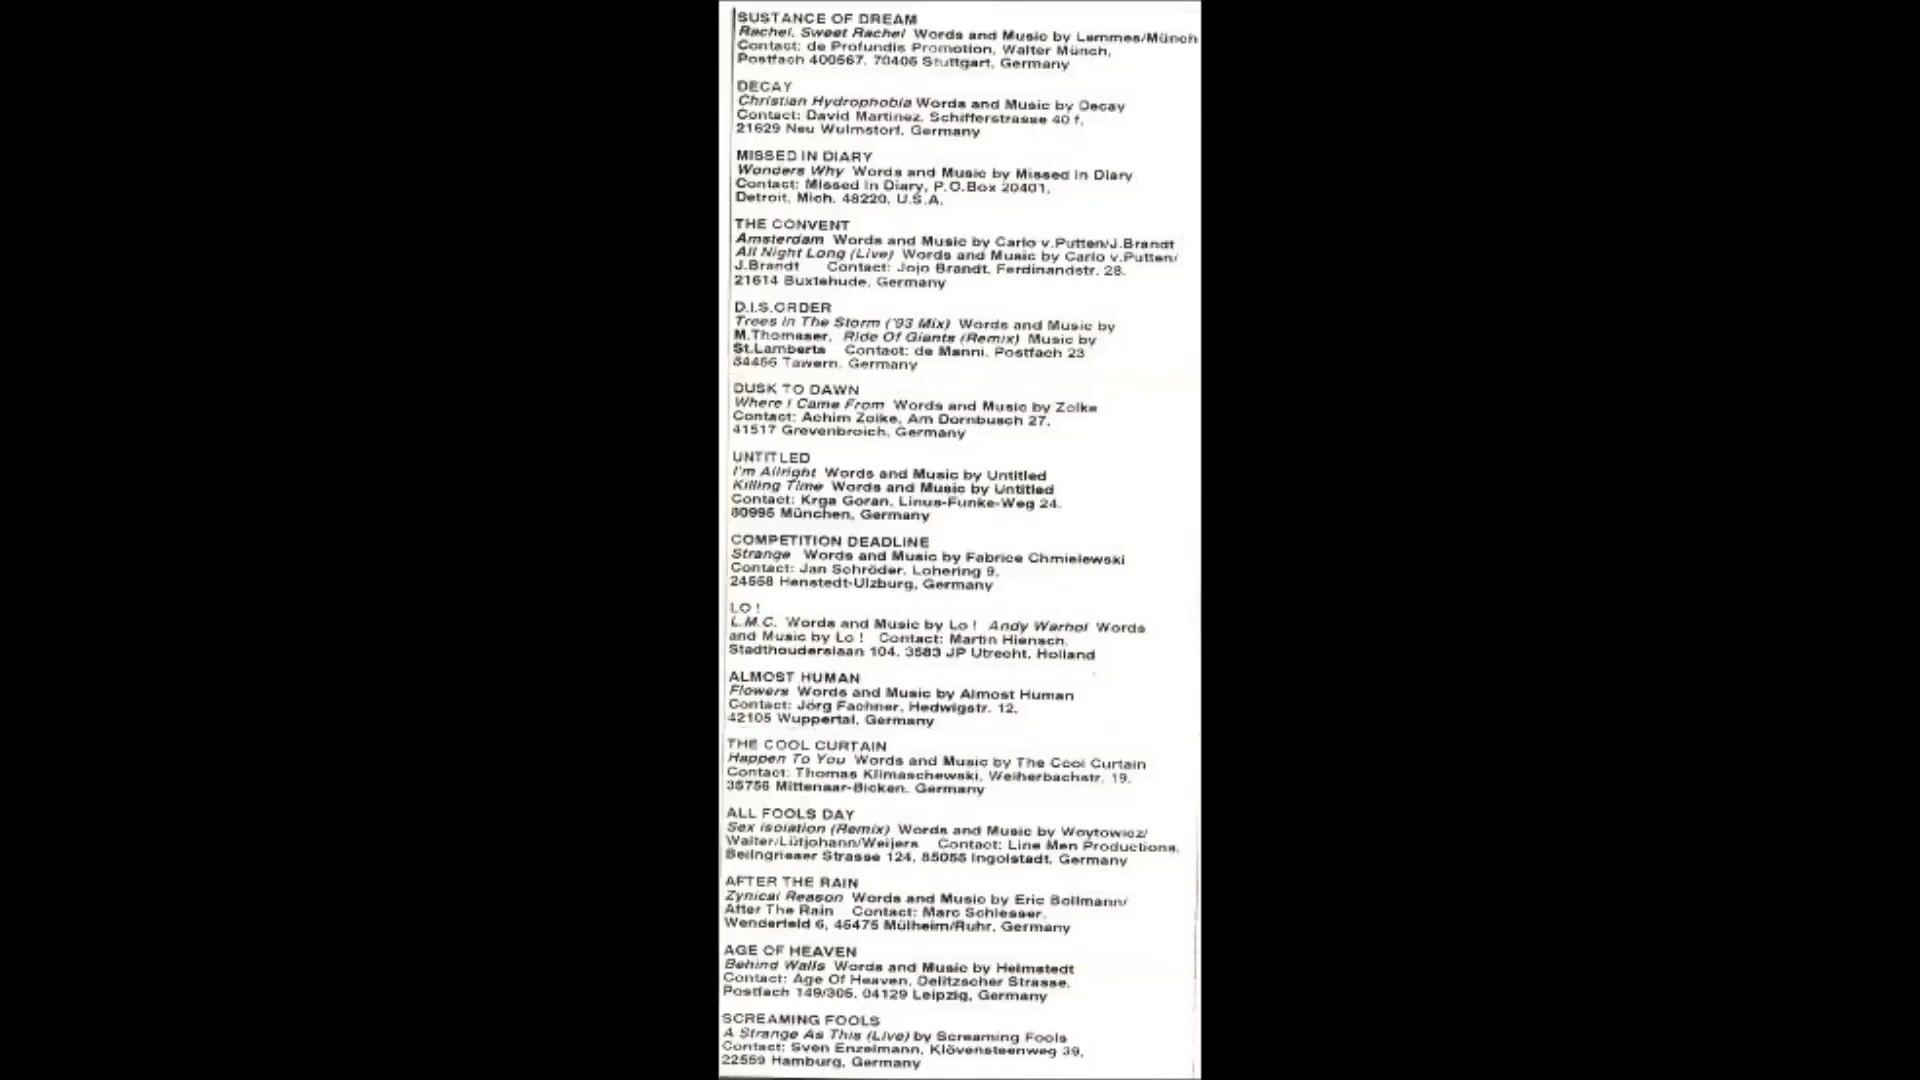 SUSTANCE OF DREAM
Rachel, Sweet Rachel Words and Music by Lammes/Münch
Contact: de Profundis Promotion, Walter Münch,
Postfach 400567, 70405 Stuttgart, Germany
DECAY
Christian Hydrophobia Words and Music by Decay
Contact: David Martinez, Schifferstrasse 40 f,
21629 Neu Wulmstorf, Germany
MISSED IN DIARY
Wonders Why Words and Music by Missed In Diary
Contact: Missed In Diary, P.O.Box 20401,
Detroit, Mich. 48220, U.S.A.
THE CONVENT
Amsterdam Words and Music by Carlo v.Putten/J.Brandt
All Night Long (Live) Words and Music by Carlo v.Putten/
J.Brandt Contact: Jojo Brandt, Ferdinandstr. 28,
21614 Buxtehude, Germany
D.I.S.ORDER
Trees In The Storm ('93 Mix) Words and Music by
M.Thomaser, Ride Of Giants (Remix) Music by
St.Lamberts Contact: de Manni, Postfach 23
54456 Tawern, Germany
DUSK TO DAWN
Where I Came From Words and Music by Zolke
Contact: Achim Zolke, Am Dornbusch 27,
41517 Grevenbroich, Germany
UNTITLED
I'm Allright Words and Music by Untitled
Killing Time Words and Music by Untitled
Contact: Krga Goran, Linus-Funke-Weg 24,
80995 München, Germany
COMPETITION DEADLINE
Strange Words and Music by Fabrice Chmielewski
Contact: Jan Schröder, Lohering 9,
24558 Henstedt-Ulzburg, Germany
LO !
L.M.C. Words and Music by Lo ! Andy Warhol Words
and Music by Lo ! Contact: Martin Hiensch,
Stadthouderslaan 104, 3583 JP Utrecht, Holland
ALMOST HUMAN
Flowers Words and Music by Almost Human
Contact: Jörg Fachner, Hedwigstr. 12,
42105 Wuppertal, Germany
THE COOL CURTAIN
Happen To You Words and Music by The Cool Curtain
Contact: Thomas Klimaschewski, Weiherbachstr. 19,
35756 Mittenaar-Bicken, Germany
ALL FOOLS DAY
Sex Isolation (Remix) Words and Music by Woytowicz/
Walter/Lütjohann/Weijers Contact: Line Men Productions,
Beilngrieser Strasse 124, 85055 Ingolstadt, Germany
AFTER THE RAIN
Zynical Reason Words and Music by Eric Bollmann/
After The Rain Contact: Marc Schlesser,
Wenderfeld 6, 45475 Mülheim/Ruhr, Germany
AGE OF HEAVEN
Behind Walls Words and Music by Helmstedt
Contact: Age Of Heaven, Delitzscher Strasse,
Postfach 149/305, 04129 Leipzig, Germany
SCREAMING FOOLS
A Strange As This (Live) by Screaming Fools
Contact: Sven Enzelmann, Klövensteenweg 39,
22559 Hamburg, Germany